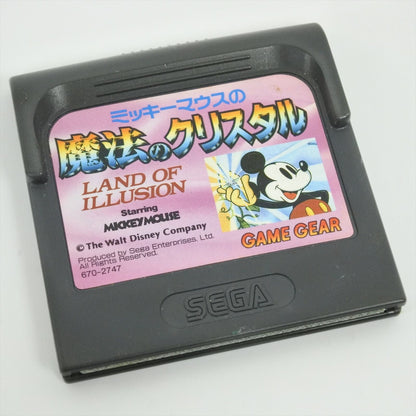 ミッキーマウスの
魔法のクリスタル
LAND OF
ILLUSION
Starring
MICKEY MOUSE
© The Walt Disney Company
Produced by Sega Enterprises, Ltd.
All Rights Reserved.
670-2747
GAME GEAR
SEGA